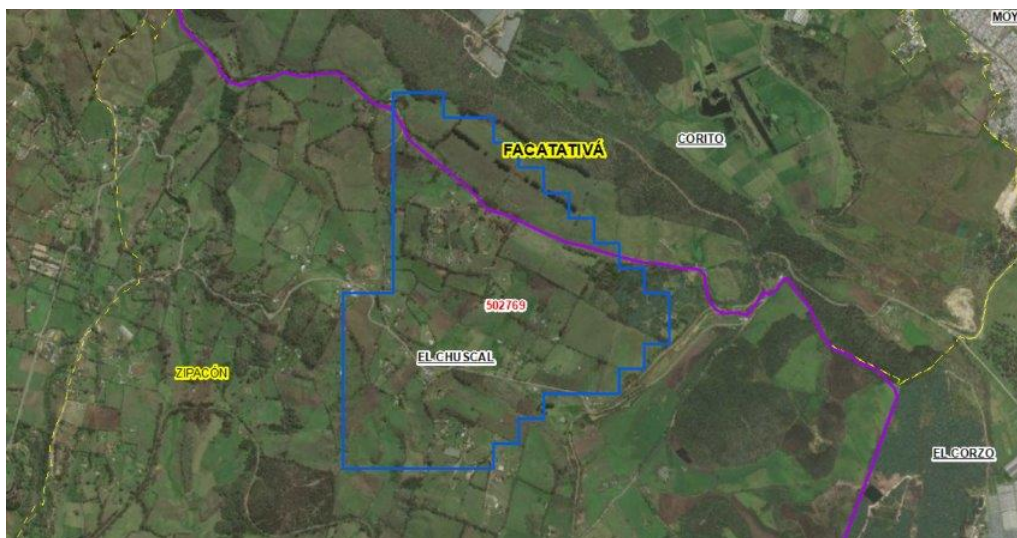 MOY
CORITO
FACATATIVÁ
502769
EL CHUSCAL
ZIPACÓN
EL CORZO